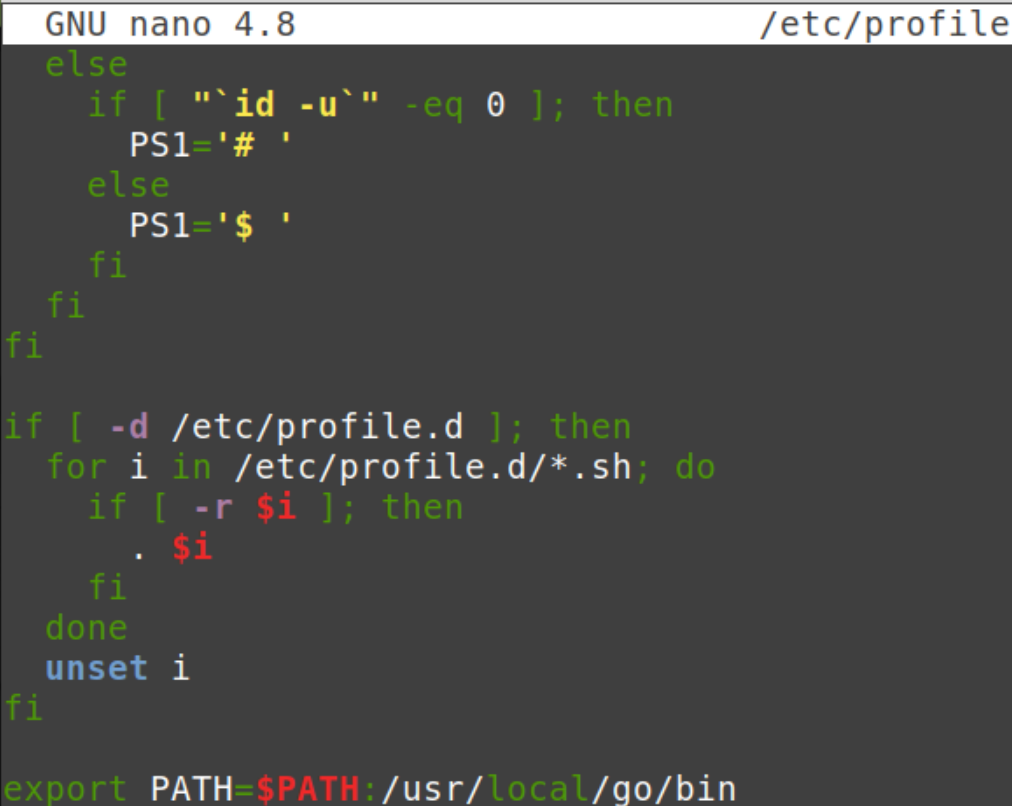 GNU nano 4.8 /etc/profile
  else
    if [ "`id -u`" -eq 0 ]; then
      PS1='# '
    else
      PS1='$ '
    fi
  fi
fi

if [ -d /etc/profile.d ]; then
  for i in /etc/profile.d/*.sh; do
    if [ -r $i ]; then
      . $i
    fi
  done
  unset i
fi

export PATH=$PATH:/usr/local/go/bin